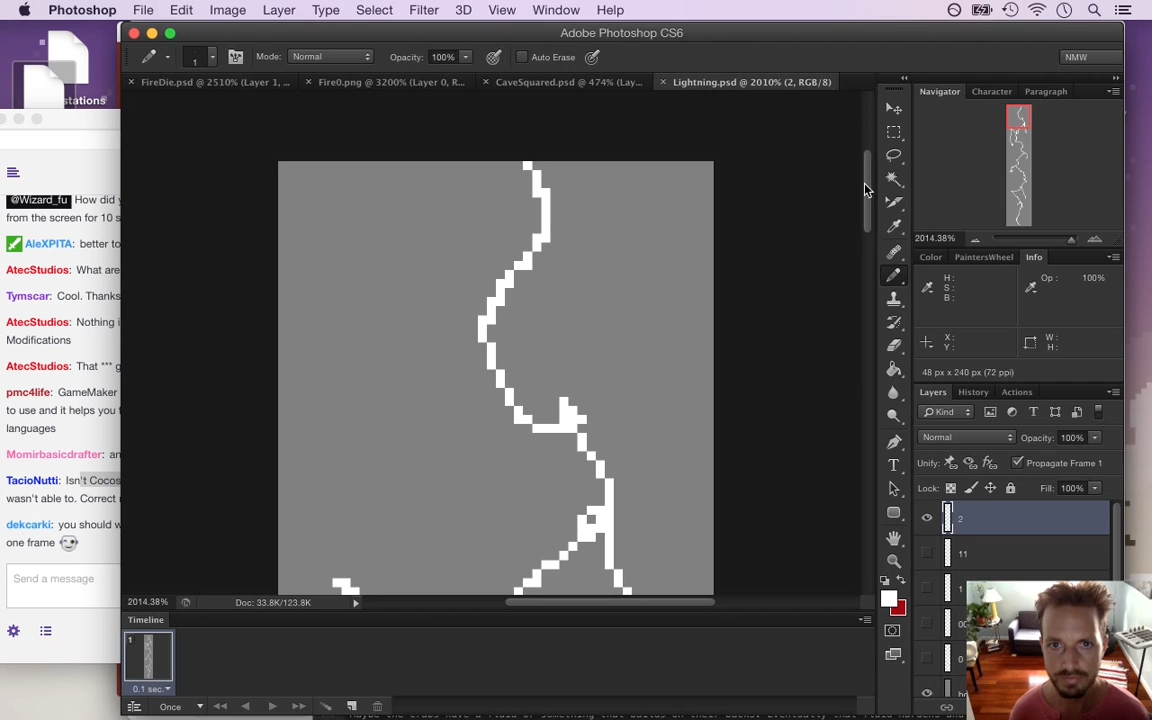 Photoshop File Edit Image Layer Type Select Filter 3D View Window Help
Adobe Photoshop CS6
1 Mode: Normal Opacity: 100% Auto Erase NMW
FireDie.psd @ 2510% (Layer 1, ... Fire0.png @ 3200% (Layer 0, R... CaveSquared.psd @ 474% (Lay... Lightning.psd @ 2010% (2, RGB/8)
stations
@Wizard_fu How did y
from the screen for 10 s
AleXPITA: better to
AtecStudios: What are
Tymscar: Cool. Thanks
AtecStudios: Nothing i
Modifications
AtecStudios: That *** g
pmc4life: GameMaker
to use and it helps you t
languages
Momirbasicdrafter: an
TacioNutti: Isn't Cocos
wasn't able to. Correct
dekcarki: you should w
one frame
Send a message
Navigator Character Paragraph
2014.38%
Color PaintersWheel Info
H: Op: 100%
S:
B:
X: W:
Y: H:
48 px x 240 px (72 ppi)
Layers History Actions
Kind
Normal Opacity: 100%
Unify: Propagate Frame 1
Lock: Fill: 100%
2
11
1
0
2014.38% Doc: 33.8K/123.8K
Timeline
1
0.1 sec.
Once